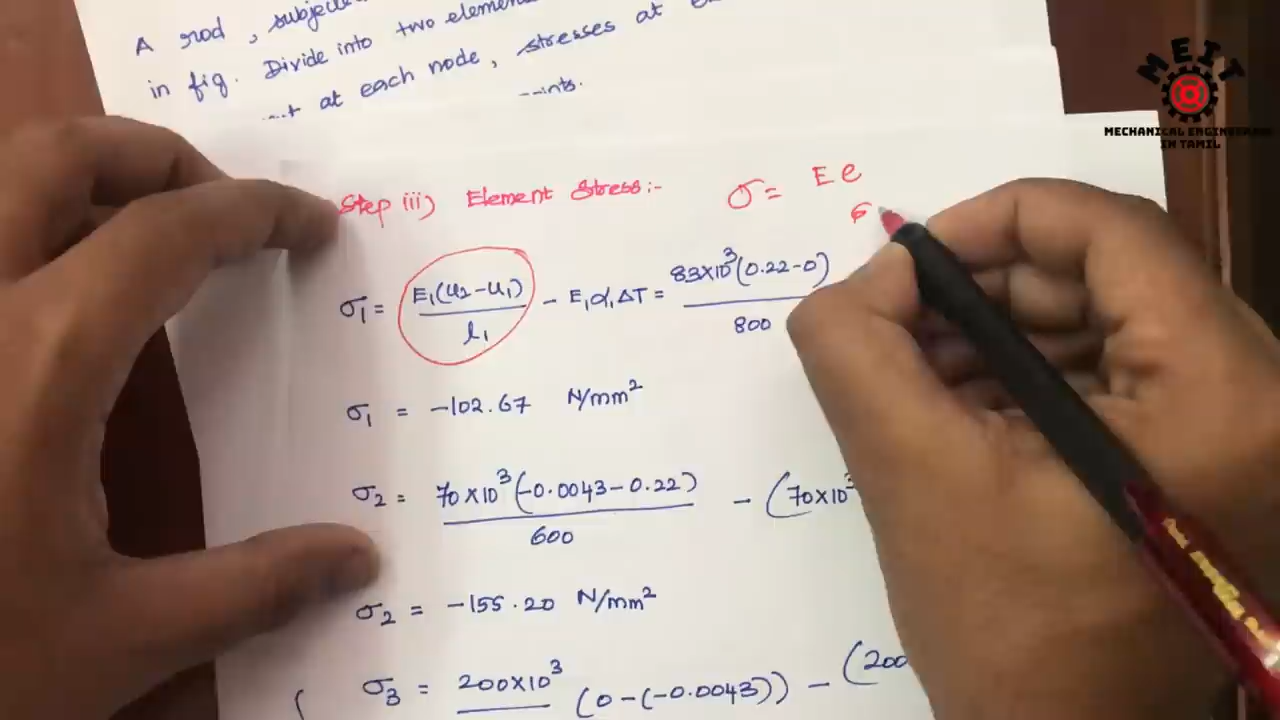 A rod, subjected
in fig. Divide into two elements
at each node, stresses at
MEIT
MECHANICAL ENGINEERING
IN TAMIL
Step iii) Element Stress:- σ = E e
σ₁ = E₁(u₂-u₁)/l₁ - E₁α₁ΔT = 83×10³(0.22-0)/800
σ₁ = -102.67 N/mm²
σ₂ = 70×10³(-0.0043-0.22)/600 - (70×10³
σ₂ = -155.20 N/mm²
σ₃ = 200×10³ (0-(-0.0043)) - (200